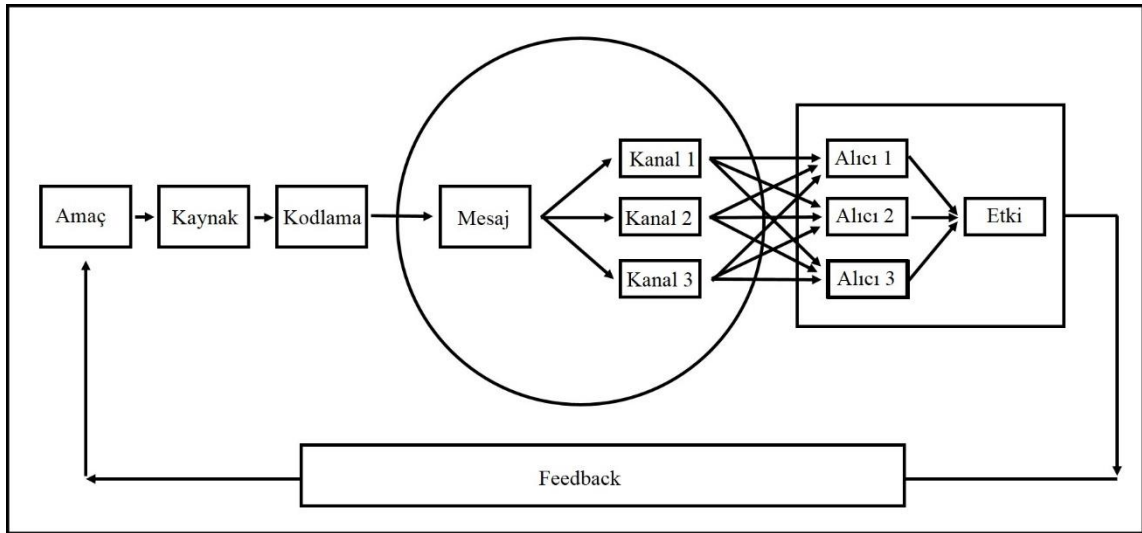 Amaç
Kaynak
Kodlama
Mesaj
Kanal 1
Kanal 2
Kanal 3
Alıcı 1
Alıcı 2
Alıcı 3
Etki
Feedback